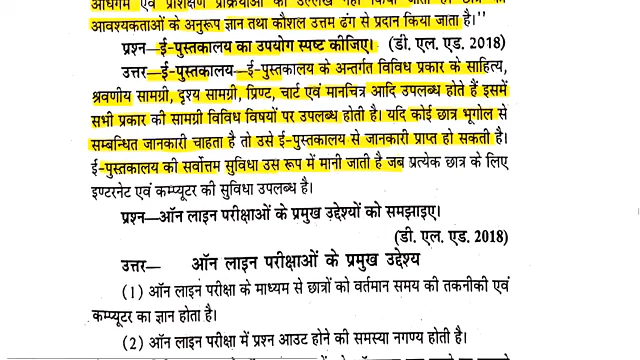 आवश्यकताओं के अनुरूप ज्ञान तथा कौशल उत्तम ढंग से प्रदान किया जाता है।''
प्रश्न—ई-पुस्तकालय का उपयोग स्पष्ट कीजिए। (डी. एल. एड. 2018)
उत्तर—ई-पुस्तकालय—ई-पुस्तकालय के अन्तर्गत विविध प्रकार के साहित्य,
श्रवणीय सामग्री, दृश्य सामग्री, प्रिण्ट, चार्ट एवं मानचित्र आदि उपलब्ध होते हैं इसमें
सभी प्रकार की सामग्री विविध विषयों पर उपलब्ध होती है। यदि कोई छात्र भूगोल से
सम्बन्धित जानकारी चाहता है तो उसे ई-पुस्तकालय से जानकारी प्राप्त हो सकती है।
ई-पुस्तकालय की सर्वोत्तम सुविधा उस रूप में मानी जाती है जब प्रत्येक छात्र के लिए
इण्टरनेट एवं कम्प्यूटर की सुविधा उपलब्ध है।
प्रश्न—ऑन लाइन परीक्षाओं के प्रमुख उद्देश्यों को समझाइए।
(डी. एल. एड. 2018)
उत्तर— ऑन लाइन परीक्षाओं के प्रमुख उद्देश्य
(1) ऑन लाइन परीक्षा के माध्यम से छात्रों को वर्तमान समय की तकनीकी एवं
कम्प्यूटर का ज्ञान होता है।
(2) ऑन लाइन परीक्षा में प्रश्न आउट होने की समस्या नगण्य होती है।